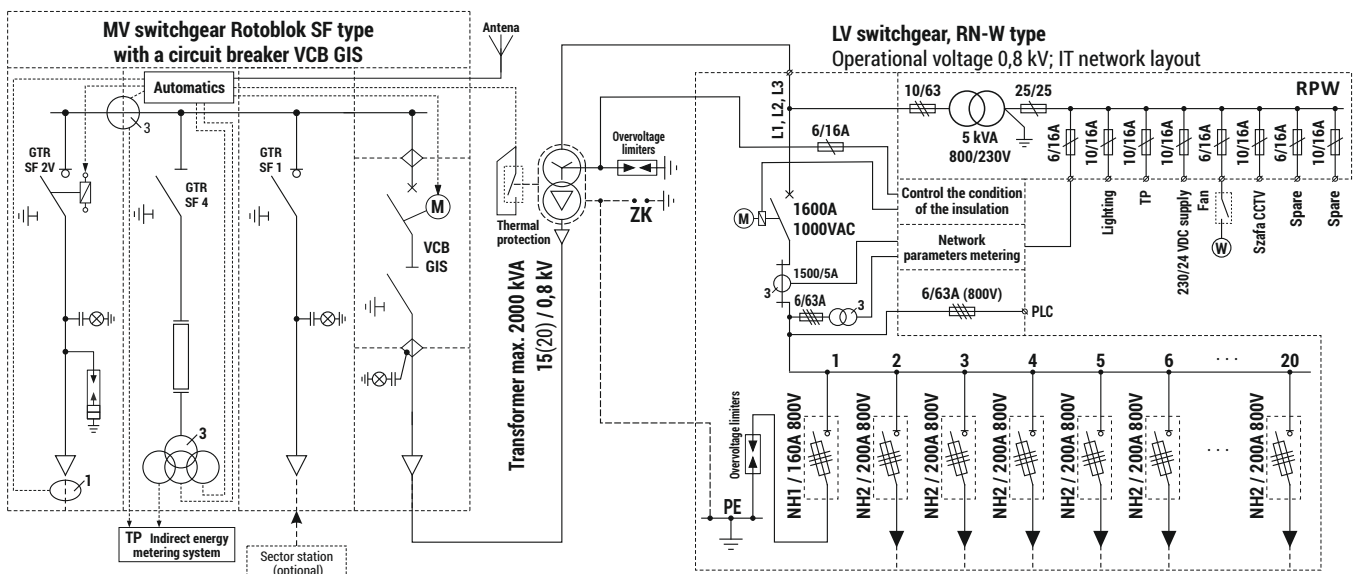 MV switchgear Rotoblok SF type
with a circuit breaker VCB GIS
Antena
Automatics
3
GTR
SF 2V
GTR
SF 4
GTR
SF 1
M
VCB
GIS
3
1
TP Indirect energy
metering system
Sector station
(optional)
Thermal
protection
Transformer max. 2000 kVA
15(20) / 0,8 kV
Overvoltage
limiters
ZK
LV switchgear, RN-W type
Operational voltage 0,8 kV; IT network layout
L1, L2, L3
10/63
25/25
RPW
5 kVA
800/230V
6/16A
10/16A
10/16A
10/16A
6/16A
10/16A
6/16A
10/16A
Lighting
TP
230/24 VDC supply
Fan
W
Szafa CCTV
Spare
Spare
6/16A
Control the condition
of the insulation
M
1600A
1000VAC
Network
parameters metering
1500/5A
3
6/63A
3
6/63A (800V)
PLC
1
2
3
4
5
6
. . .
20
Overvoltage limiters
PE
NH1 / 160A 800V
NH2 / 200A 800V
NH2 / 200A 800V
NH2 / 200A 800V
NH2 / 200A 800V
NH2 / 200A 800V
NH2 / 200A 800V